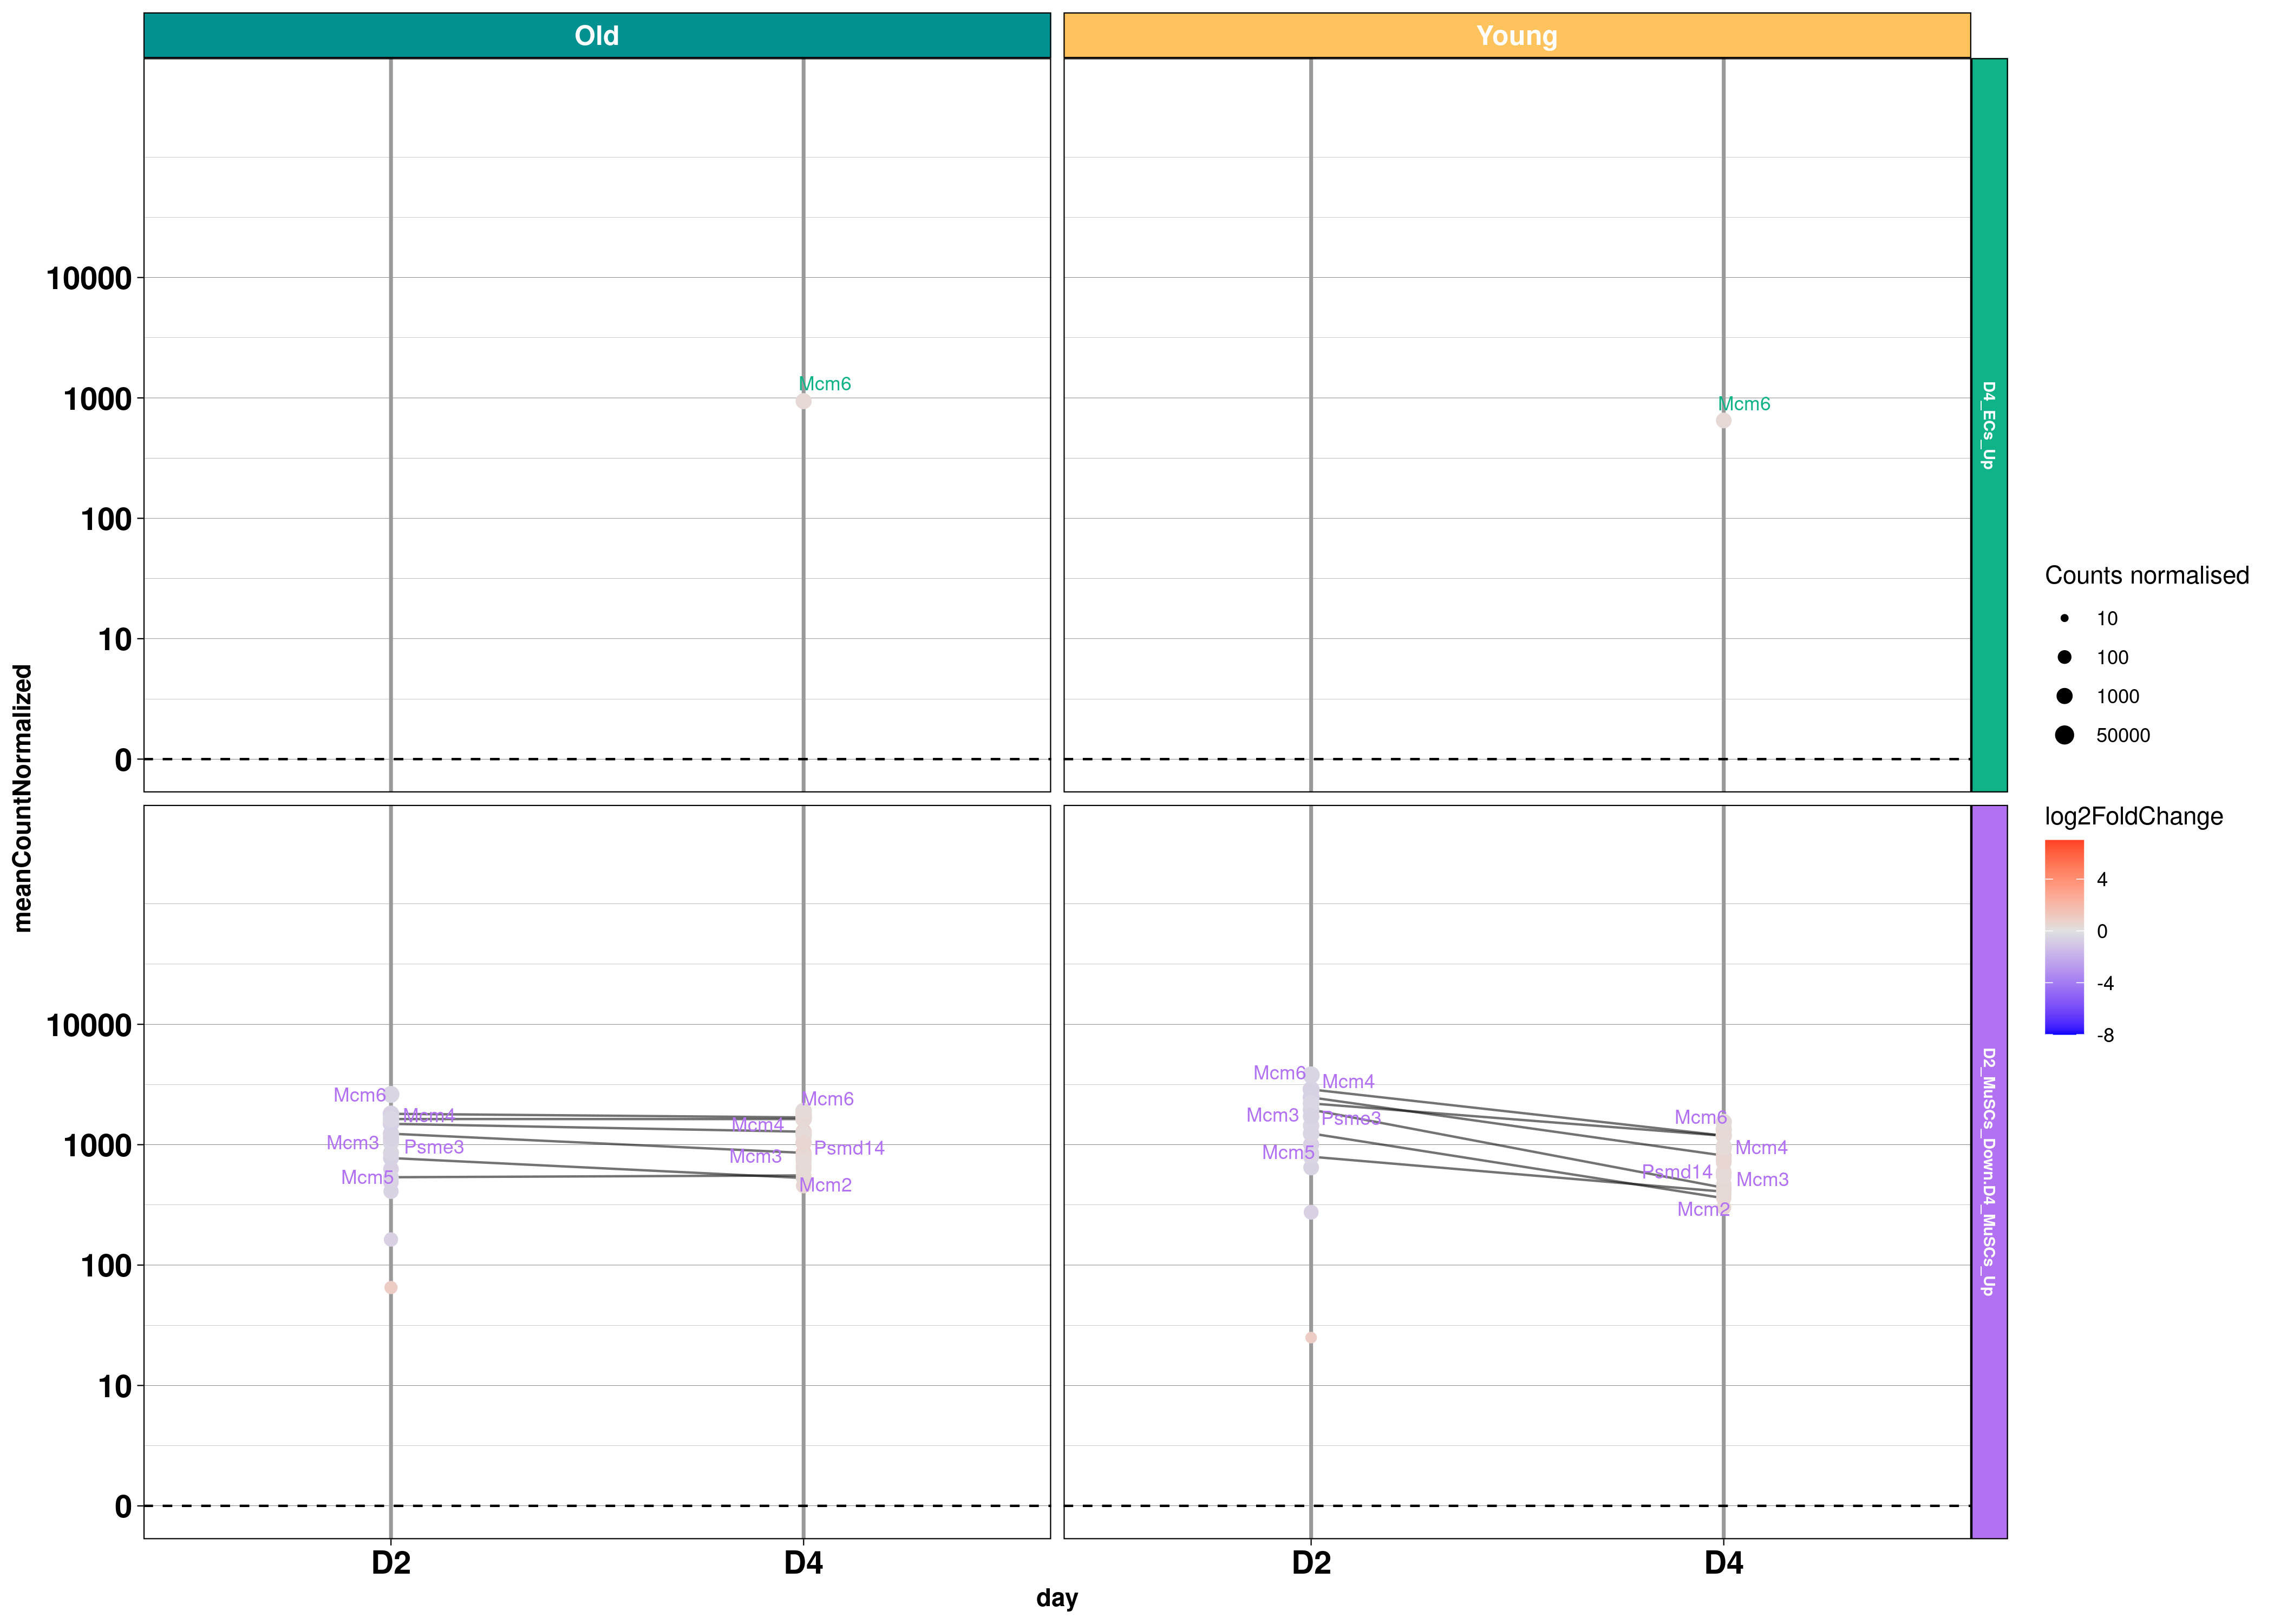 Old
Young
10000
1000
100
10
0
Mcm6
Mcm6
D4_ECs_Up
meanCountNormalized
10000
1000
100
10
0
Mcm6
Mcm4
Mcm3
Psme3
Mcm5
Mcm6
Mcm4
Psmd14
Mcm3
Mcm2
Mcm6
Mcm4
Mcm3
Psme3
Mcm5
Mcm6
Mcm4
Psmd14
Mcm3
Mcm2
D2_MuSCs_Down.D4_MuSCs_Up
D2
D4
D2
D4
day
Counts normalised
10
100
1000
50000
log2FoldChange
4
0
-4
-8